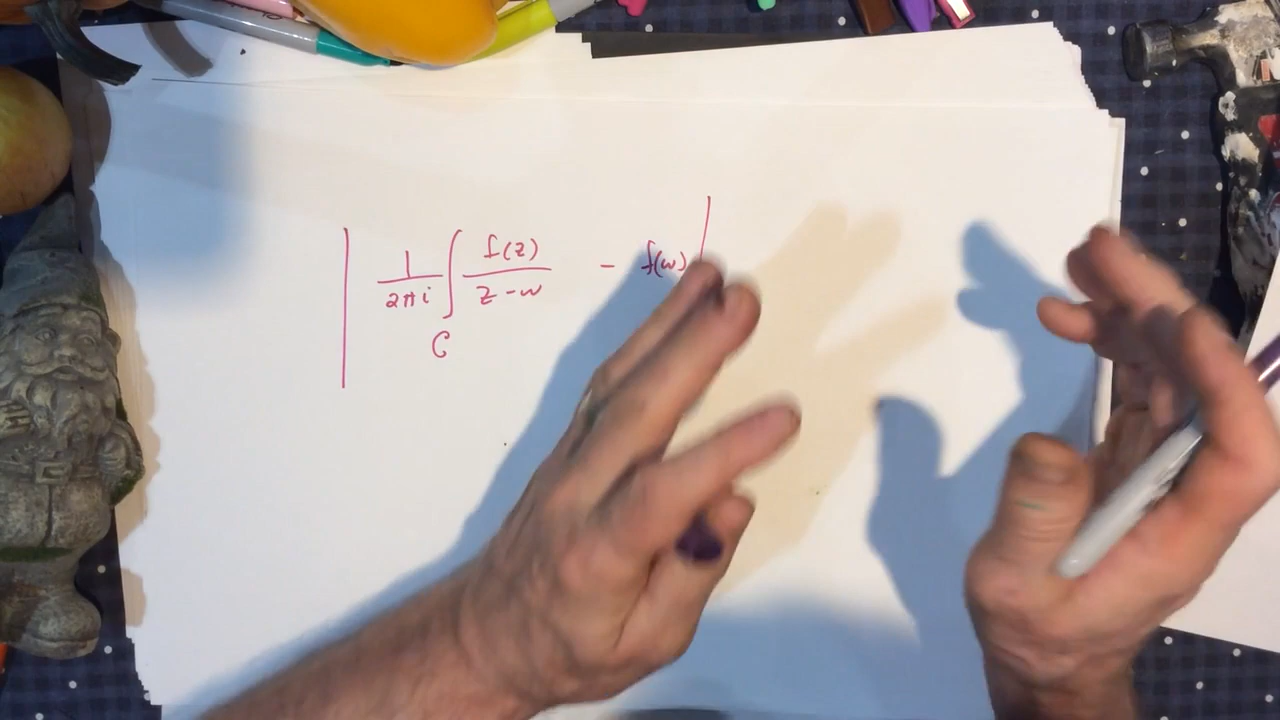 | 1/2πi ∫_C f(z)/z-w - f(w) |